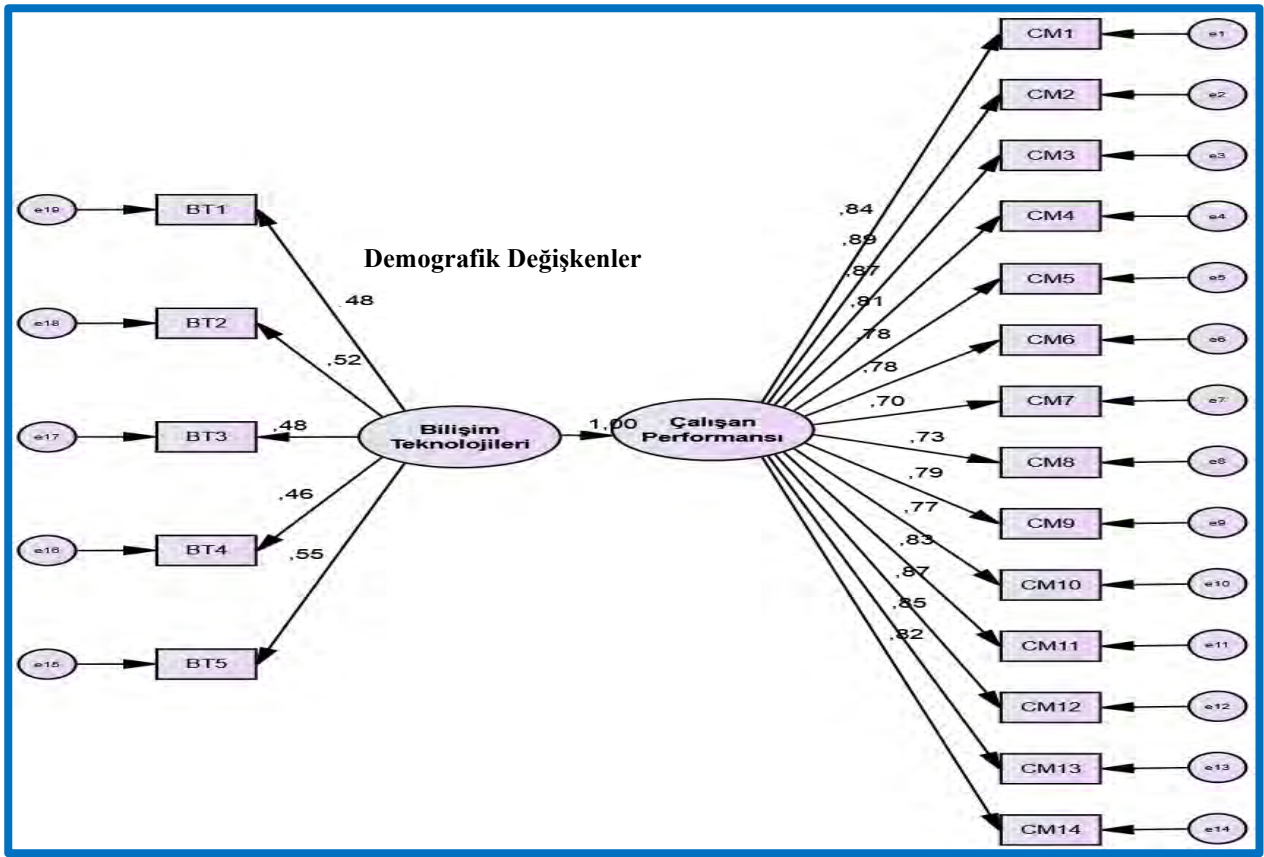 CM1
e1
CM2
e2
CM3
e3
e19
BT1
,84
CM4
e4
,89
Demografik Değişkenler
,87
CM5
e5
,48
,81
e18
BT2
,78
CM6
e6
,52
,78
,70
CM7
e7
e17
BT3
,48
Bilişim
Teknolojileri
1,00
Çalışan
Performansı
,73
CM8
e8
,79
,46
,77
CM9
e9
e16
BT4
,55
,83
,87
CM10
e10
,85
,82
CM11
e11
e15
BT5
CM12
e12
CM13
e13
CM14
e14